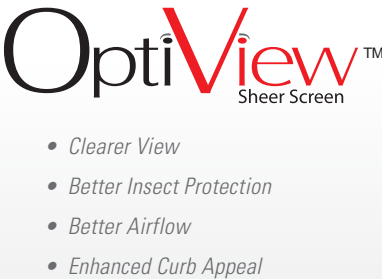 OptiView™
Sheer Screen
• Clearer View
• Better Insect Protection
• Better Airflow
• Enhanced Curb Appeal